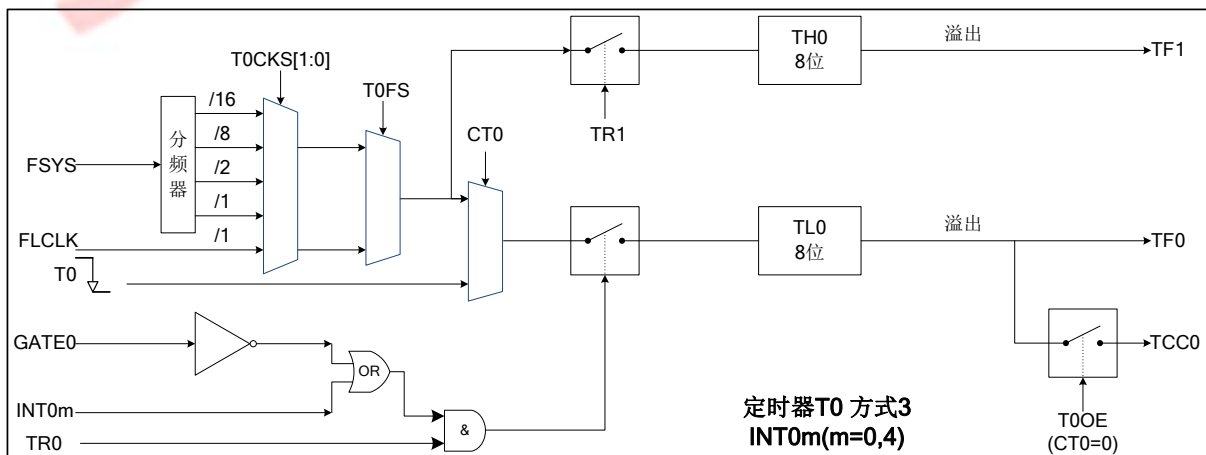 T0CKS[1:0]
T0FS
CT0
FSYS
分频器
/16
/8
/2
/1
/1
FLCLK
T0
TR1
TH0
8位
溢出
TF1
TL0
8位
溢出
TF0
TCC0
T0OE
(CT0=0)
GATE0
INT0m
TR0
OR
&
定时器T0 方式3
INT0m(m=0,4)